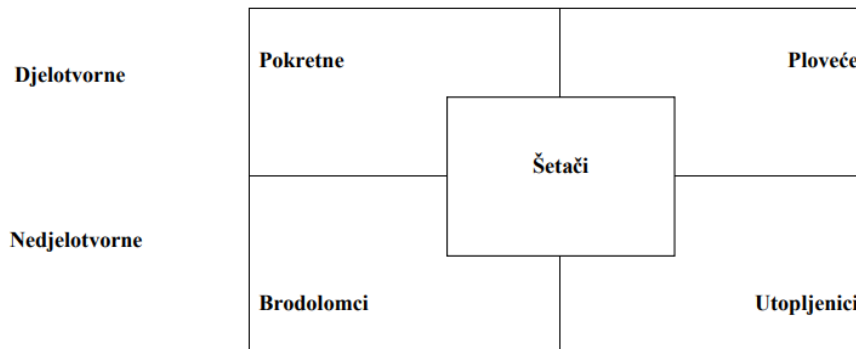 Djelotvorne
Pokretne
Ploveće
Šetači
Nedjelotvorne
Brodolomci
Utopljenici